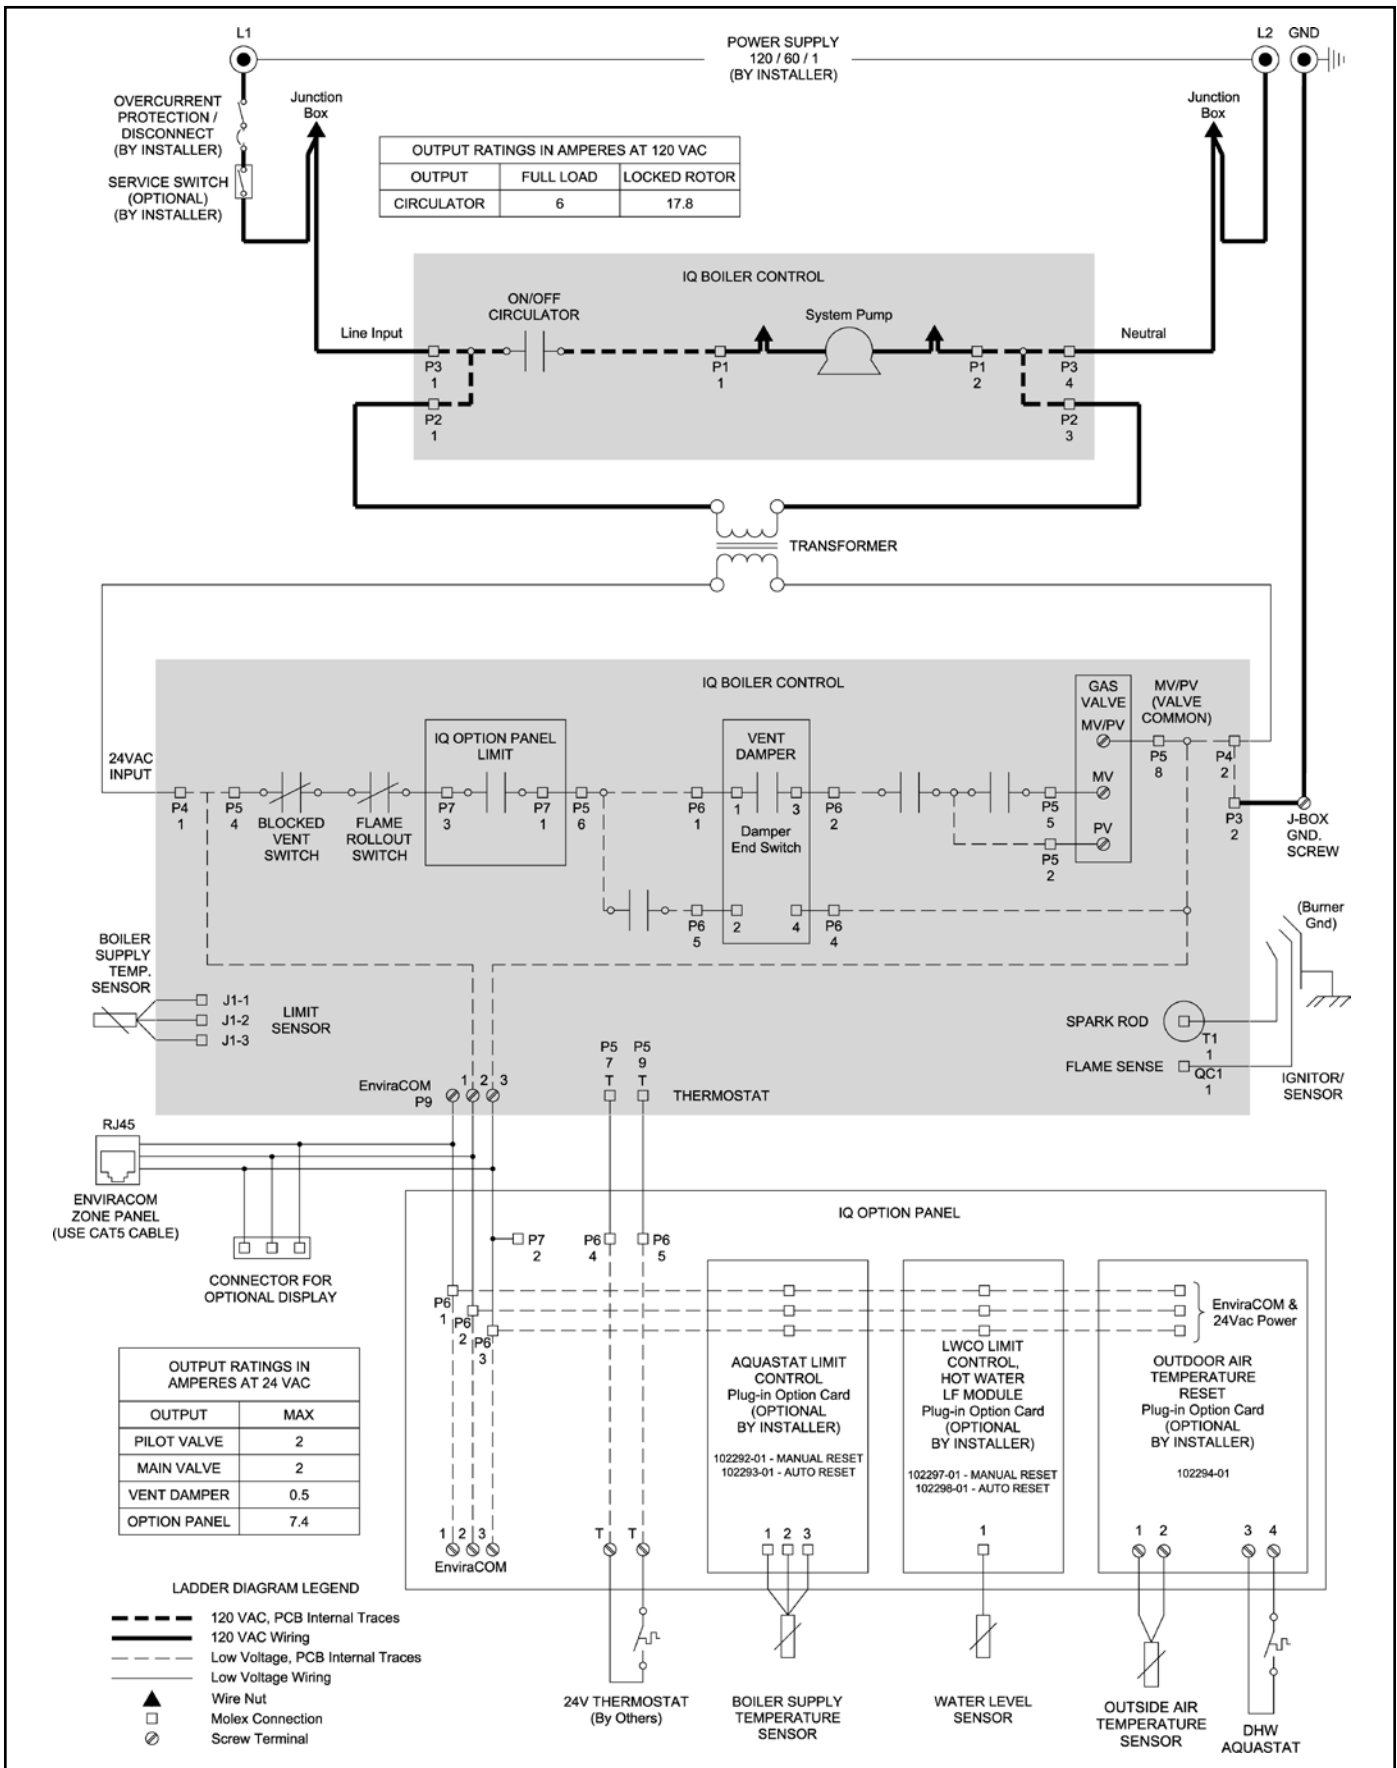 L1
POWER SUPPLY
120 / 60 / 1
(BY INSTALLER)
L2 GND
OVERCURRENT
PROTECTION /
DISCONNECT
(BY INSTALLER)
SERVICE SWITCH
(OPTIONAL)
(BY INSTALLER)
Junction
Box
Junction
Box
OUTPUT RATINGS IN AMPERES AT 120 VAC
OUTPUT FULL LOAD LOCKED ROTOR
CIRCULATOR 6 17.8
IQ BOILER CONTROL
ON/OFF
CIRCULATOR
System Pump
Line Input
Neutral
P3
1
P1
1
P1
2
P3
4
P2
1
P2
3
TRANSFORMER
IQ BOILER CONTROL
24VAC
INPUT
IQ OPTION PANEL
LIMIT
VENT
DAMPER
GAS
VALVE
MV/PV
MV
PV
MV/PV
(VALVE
COMMON)
P4
1
P5
4
BLOCKED
VENT
SWITCH
FLAME
ROLLOUT
SWITCH
P7
3
P7
1
P5
6
P6
1
1
3
Damper
End Switch
P6
2
P5
5
P5
2
P5
8
P4
2
P3
2
J-BOX
GND.
SCREW
P6
5
2
4
P6
4
BOILER
SUPPLY
TEMP.
SENSOR
J1-1
J1-2
J1-3
LIMIT
SENSOR
(Burner
Gnd)
SPARK ROD
T1
1
FLAME SENSE
QC1
1
IGNITOR/
SENSOR
EnviraCOM
P9
1 2 3
P5
7
T
P5
9
T
THERMOSTAT
RJ45
ENVIRACOM
ZONE PANEL
(USE CAT5 CABLE)
CONNECTOR FOR
OPTIONAL DISPLAY
IQ OPTION PANEL
P7
2
P6
4
P6
5
P6
1
P6
2
P6
3
EnviraCOM &
24Vac Power
AQUASTAT LIMIT
CONTROL
Plug-in Option Card
(OPTIONAL
BY INSTALLER)
102292-01 - MANUAL RESET
102293-01 - AUTO RESET
LWCO LIMIT
CONTROL,
HOT WATER
LF MODULE
Plug-in Option Card
(OPTIONAL
BY INSTALLER)
102297-01 - MANUAL RESET
102298-01 - AUTO RESET
OUTDOOR AIR
TEMPERATURE
RESET
Plug-in Option Card
(OPTIONAL
BY INSTALLER)
102294-01
OUTPUT RATINGS IN
AMPERES AT 24 VAC
OUTPUT MAX
PILOT VALVE 2
MAIN VALVE 2
VENT DAMPER 0.5
OPTION PANEL 7.4
1 2 3
EnviraCOM
T T
1 2 3
1
1 2
3 4
24V THERMOSTAT
(By Others)
BOILER SUPPLY
TEMPERATURE
SENSOR
WATER LEVEL
SENSOR
OUTSIDE AIR
TEMPERATURE
SENSOR
DHW
AQUASTAT
LADDER DIAGRAM LEGEND
120 VAC, PCB Internal Traces
120 VAC Wiring
Low Voltage, PCB Internal Traces
Low Voltage Wiring
Wire Nut
Molex Connection
Screw Terminal